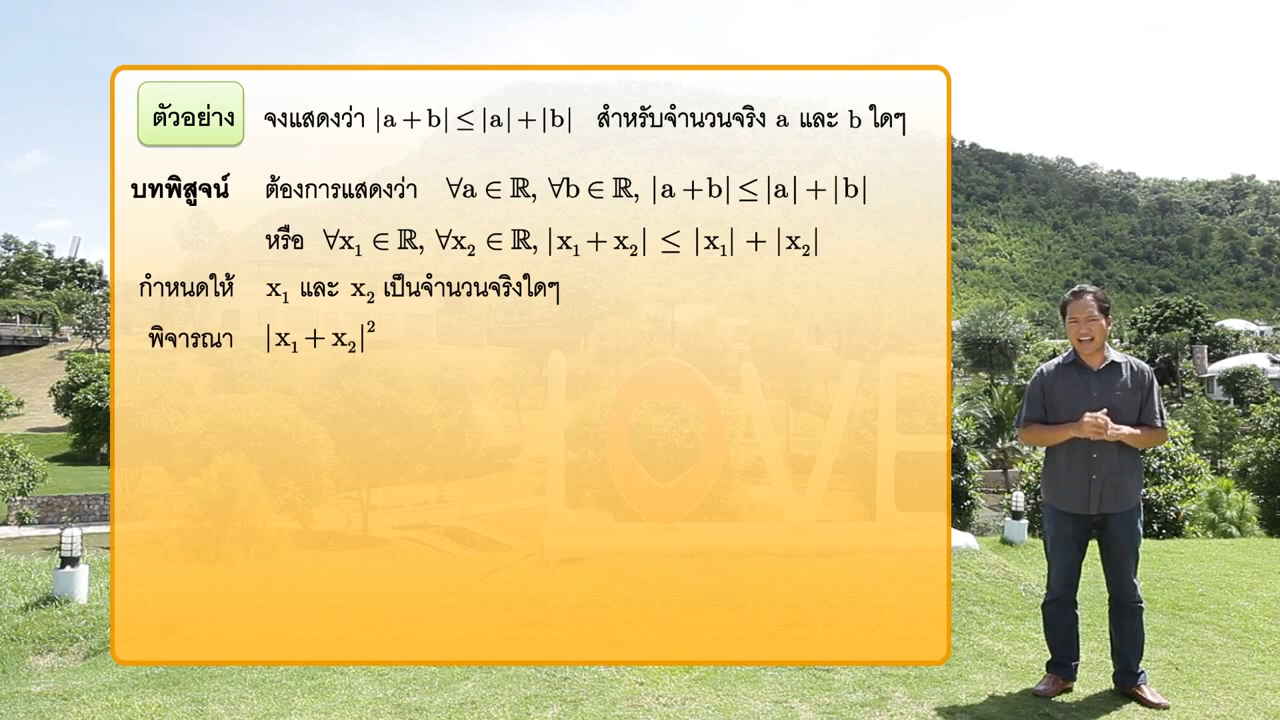 ตัวอย่าง จงแสดงว่า |a + b| ≤ |a| + |b| สำหรับจำนวนจริง a และ b ใดๆ
บทพิสูจน์ ต้องการแสดงว่า ∀a ∈ ℝ, ∀b ∈ ℝ, |a + b| ≤ |a| + |b|
หรือ ∀x₁ ∈ ℝ, ∀x₂ ∈ ℝ, |x₁ + x₂| ≤ |x₁| + |x₂|
กำหนดให้ x₁ และ x₂ เป็นจำนวนจริงใดๆ
พิจารณา |x₁ + x₂|²
LOVE